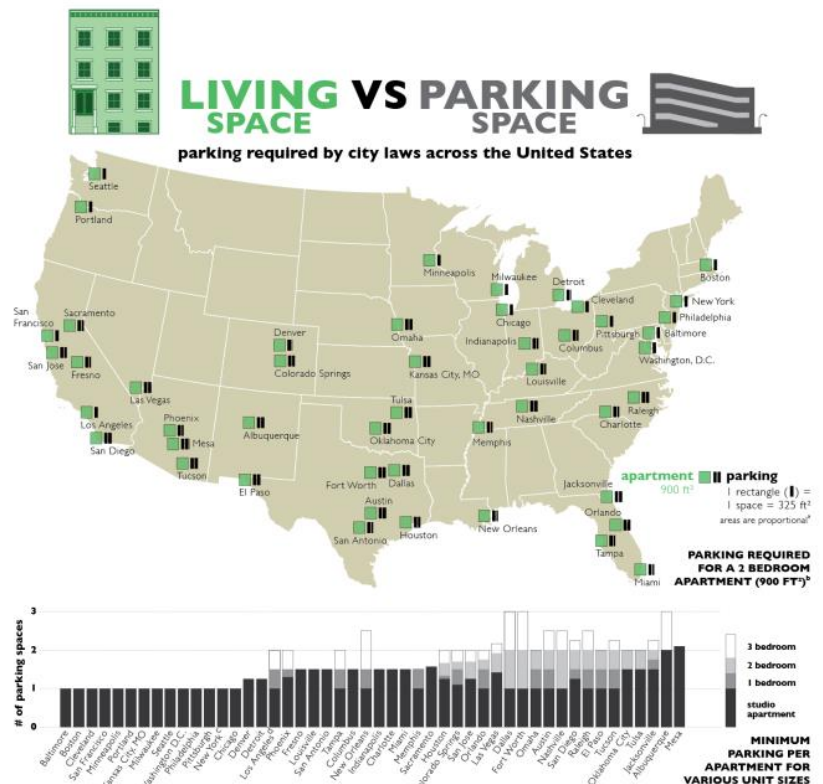 LIVING VS PARKING
SPACE SPACE
parking required by city laws across the United States
Seattle
Portland
Minneapolis
Milwaukee
Detroit
Boston
Cleveland
New York
Chicago
Philadelphia
San
Francisco
Sacramento
Omaha
Pittsburgh
Baltimore
Denver
Indianapolis
Columbus
Washington, D.C.
San Jose
Fresno
Colorado Springs
Kansas City, MO
Louisville
Las Vegas
Tulsa
Raleigh
Los Angeles
Phoenix
Nashville
Charlotte
Mesa
Albuquerque
Oklahoma City
Memphis
San Diego
Tucson
El Paso
Fort Worth
Dallas
Jacksonville
apartment
900 ft²
parking
1 rectangle ( ) =
1 space = 325 ft²
areas are proportionalª
Austin
Orlando
San Antonio
Houston
New Orleans
Tampa
Miami
PARKING REQUIRED
FOR A 2 BEDROOM
APARTMENT (900 FT²)ᵇ
# of parking spaces
3
2
1
0
3 bedroom
2 bedroom
1 bedroom
studio
apartment
Baltimore
Boston
Cleveland
San Francisco
Minneapolis
Portland
Kansas City, MO
Milwaukee
Seattle
Washington D.C.
Philadelphia
Pittsburgh
New York ᶜ
Chicago
Denver
Detroit
Los Angeles ᵈ
Phoenix
Fresno
Louisville
San Antonio
Tampa
Columbus
New Orleans
Indianapolis
Charlotte
Miami
Memphis
Sacramento
Houston
Colorado Springs
San Jose
Orlando
Las Vegas
Dallas
Fort Worth
Omaha
Austin
Nashville
San Diego
Raleigh
El Paso
Tucson
Oklahoma City
Tulsa
Jacksonville
Albuquerque
Mesa
MINIMUM
PARKING PER
APARTMENT FOR
VARIOUS UNIT SIZES